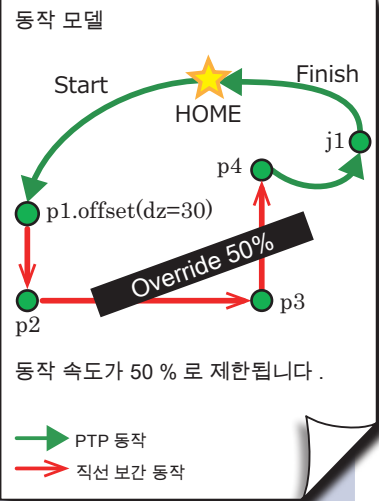 동작 모델
Start
Finish
HOME
j1
p4
p1.offset(dz=30)
Override 50%
p2
p3
동작 속도가 50 % 로 제한됩니다 .
PTP 동작
직선 보간 동작